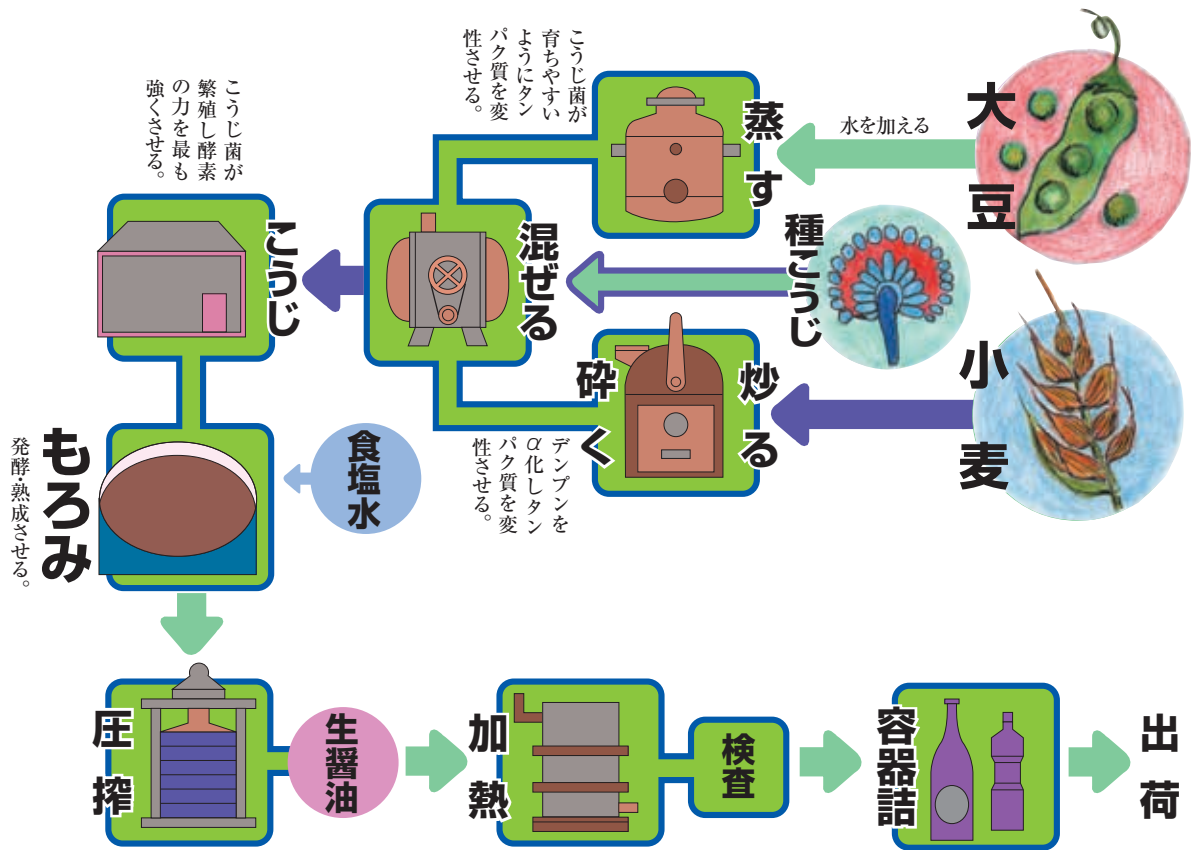 大豆
水を加える
蒸す
こうじ菌が
育ちやすい
ようにタン
パク質を変
性させる。
種こうじ
小麦
炒る
砕く
デンプンを
α化しタン
パク質を変
性させる。
混ぜる
こうじ
こうじ菌が
繁殖し酵素
の力を最も
強くさせる。
食塩水
もろみ
発酵・熟成させる。
圧搾
生醤油
加熱
検査
容器詰
出荷